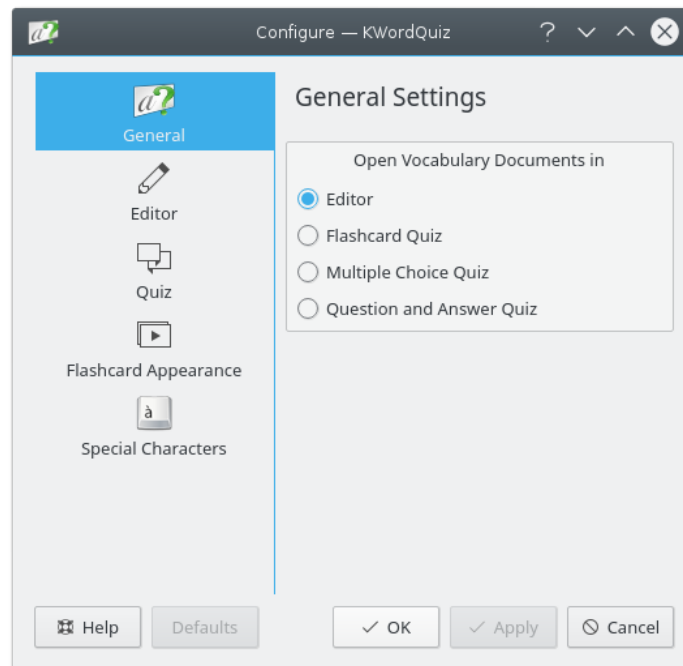 Configure — KWordQuiz
General
Editor
Quiz
Flashcard Appearance
à
Special Characters
General Settings
Open Vocabulary Documents in
Editor
Flashcard Quiz
Multiple Choice Quiz
Question and Answer Quiz
Help Defaults OK Apply Cancel